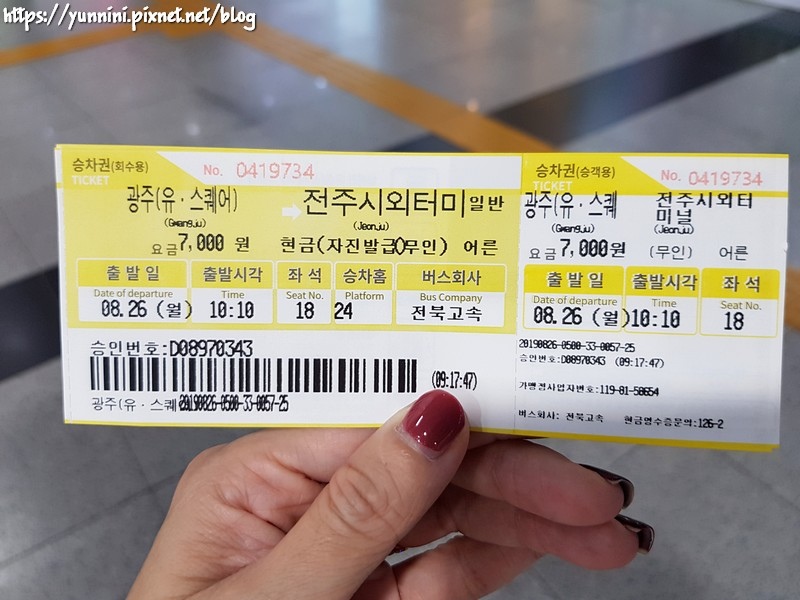 https://yunnini.pixnet.net/blog
승차권(회수용)
TICKET
No. 0419734
광주(유·스퀘어)
(Gwangju)
전주시외터미 일반
(Jeonju)
요금 7,000 원
현금(자진발급(무인) 어른
출발일 출발시각 좌석 승차홈 버스회사
Date of departure Time Seat No. Platform Bus Company
08.26 (월) 10:10 18 24 전북고속
승인번호:D08970343
(09:17:47)
광주(유·스퀘 20190826-0500-33-0057-25
승차권(승객용)
TICKET
No. 0419734
광주(유·스퀘
(Gwangju)
전주시외터
미널
(Jeonju)
요금 7,000원 (무인) 어른
출발일 출발시각 좌석
Date of departure Time Seat No.
08.26 (월) 10:10 18
20190826-0500-33-0057-25
승인번호:D08970343 (09:17:47)
가맹점사업자번호:119-81-58654
버스회사: 전북고속 현금영수증문의:126-2